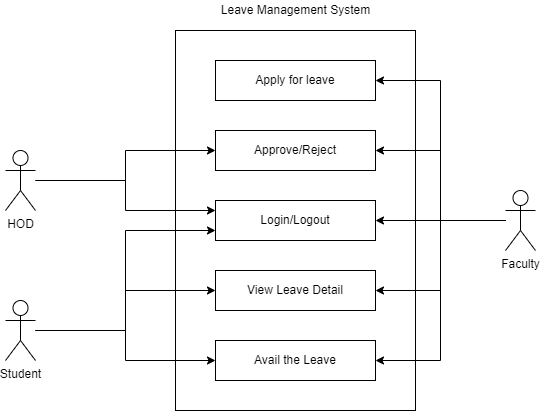 Leave Management System
Apply for leave
Approve/Reject
HOD
Login/Logout
Faculty
View Leave Detail
Avail the Leave
Student